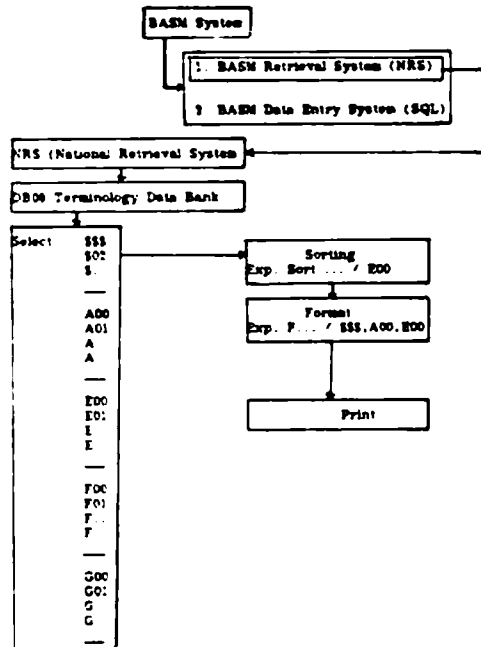 BASM System
1. BASM Retrieval System (NRS)
2 BASM Data Entry System (SQL)
NRS (National Retrieval System
DB00 Terminology Data Bank
Select $$$
$02
$.
A00
A01
A
A
E00
E01
E
E
F00
F01
F..
F
G00
G01
G
G
Sorting
Exp. Sort ... / E00
Format
Exp. F... / $$$,A00,E00
Print